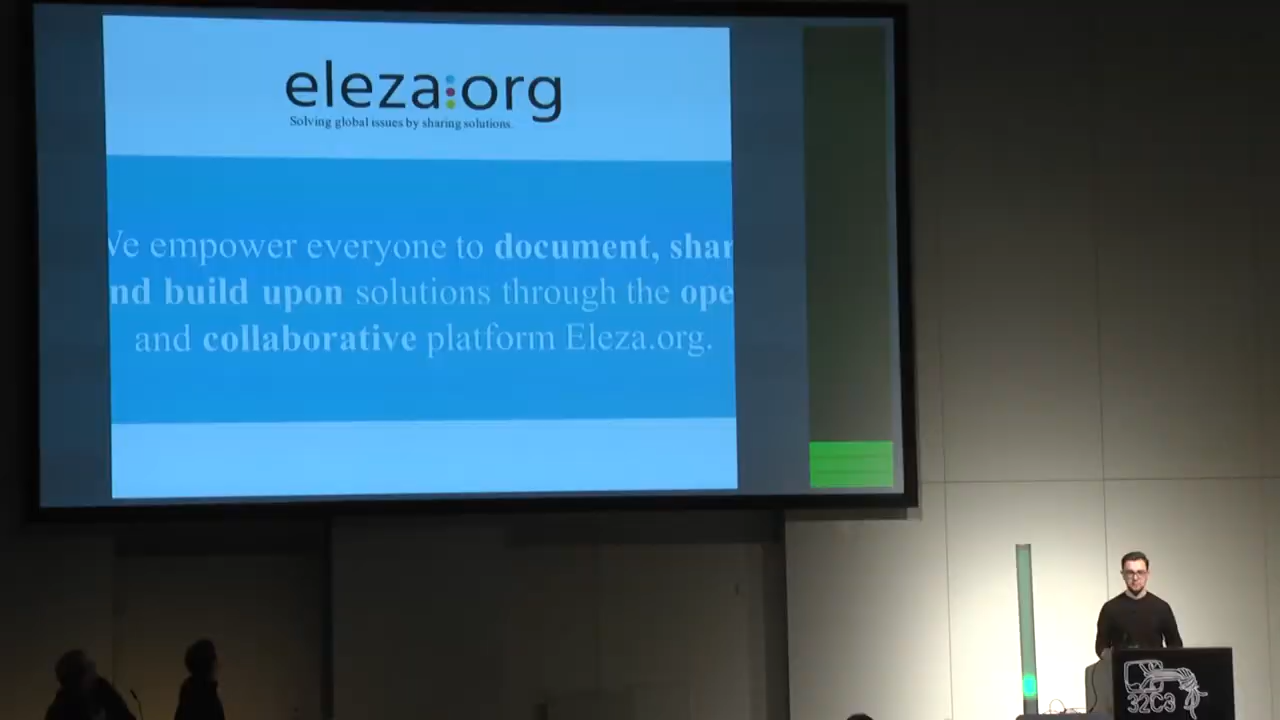 eleza:org
Solving global issues by sharing solutions.
Ve empower everyone to document, shar
nd build upon solutions through the ope
and collaborative platform Eleza.org.
32C3